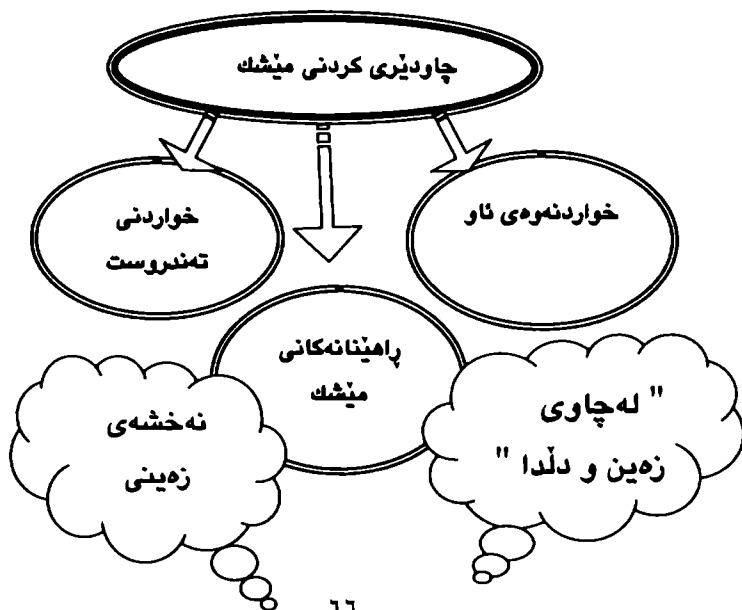 چاودێری کردنی مێشك
خواردنەوەی ئاو
خواردنی
تەندروست
ڕاهێنانەکانی
مێشك
" لەچاوی
زەین و دڵدا "
نەخشەی
زەینی
٦٦